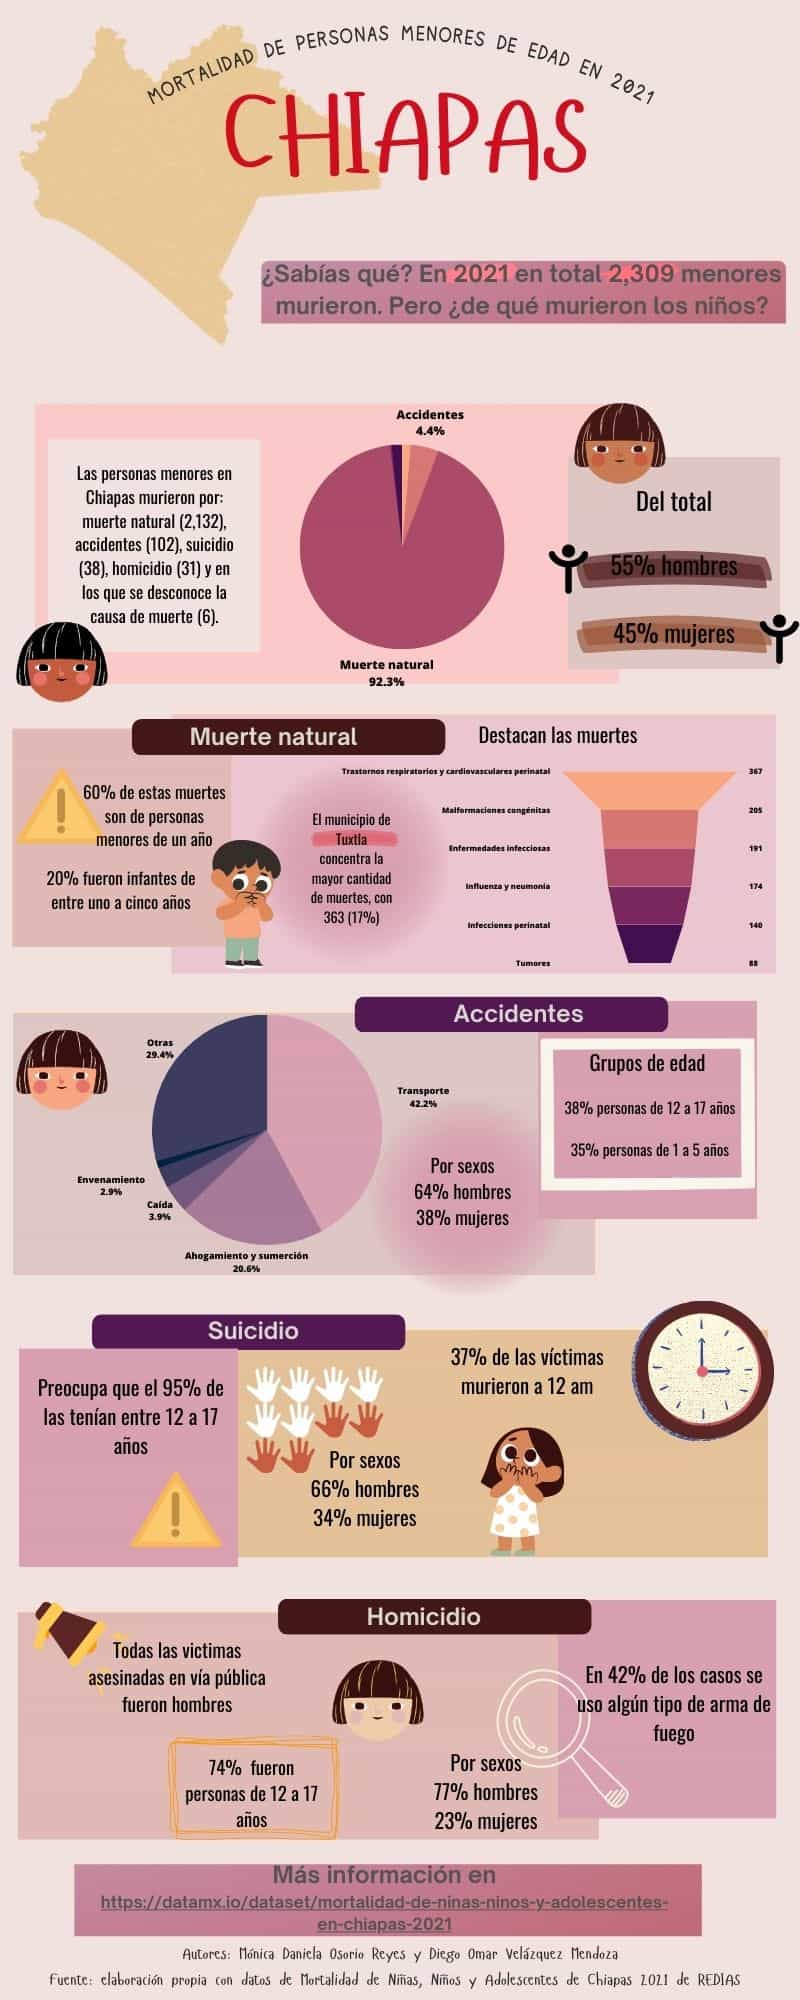 MORTALIDAD DE PERSONAS MENORES DE EDAD EN 2021
CHIAPAS
¿Sabías qué? En 2021 en total 2,309 menores
murieron. Pero ¿de qué murieron los niños?
Las personas menores en
Chiapas murieron por:
muerte natural (2,132),
accidentes (102), suicidio
(38), homicidio (31) y en
los que se desconoce la
causa de muerte (6).
Accidentes
4.4%
Muerte natural
92.3%
Del total
55% hombres
45% mujeres
Muerte natural
60% de estas muertes
son de personas
menores de un año
20% fueron infantes de
entre uno a cinco años
El municipio de
Tuxtla
concentra la
mayor cantidad
de muertes, con
363 (17%)
Destacan las muertes
Trastornos respiratorios y cardiovasculares perinatal 367
Malformaciones congénitas 205
Enfermedades infecciosas 191
Influenza y neumonía 174
Infecciones perinatal 140
Tumores 88
Accidentes
Otras
29.4%
Transporte
42.2%
Envenamiento
2.9%
Caída
3.9%
Ahogamiento y sumerción
20.6%
Por sexos
64% hombres
38% mujeres
Grupos de edad
38% personas de 12 a 17 años
35% personas de 1 a 5 años
Suicidio
Preocupa que el 95% de
las tenían entre 12 a 17
años
Por sexos
66% hombres
34% mujeres
37% de las víctimas
murieron a 12 am
Homicidio
Todas las victimas
asesinadas en vía pública
fueron hombres
74% fueron
personas de 12 a 17
años
Por sexos
77% hombres
23% mujeres
En 42% de los casos se
uso algún tipo de arma de
fuego
Más información en
https://datamx.io/dataset/mortalidad-de-ninas-ninos-y-adolescentes-
en-chiapas-2021
Autores: Mónica Daniela Osorio Reyes y Diego Omar Velázquez Mendoza
Fuente: elaboración propia con datos de Mortalidad de Niñas, Niños y Adolescentes de Chiapas 2021 de REDIAS